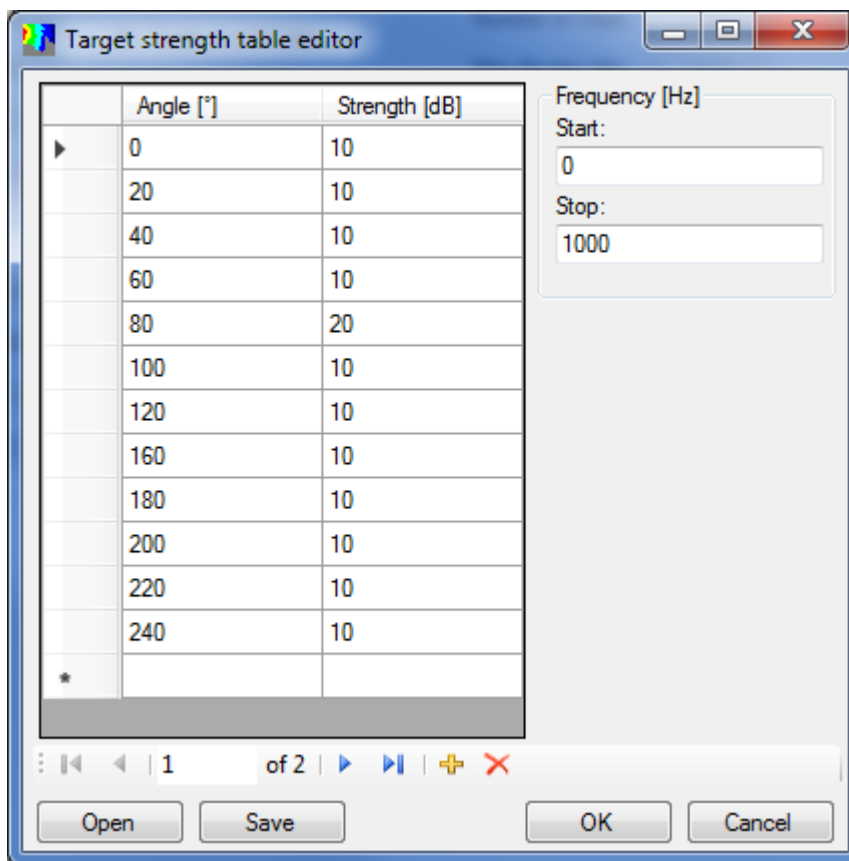 Target strength table editor
Angle [°] Strength [dB]
0 10
20 10
40 10
60 10
80 20
100 10
120 10
160 10
180 10
200 10
220 10
240 10
*
Frequency [Hz]
Start:
0
Stop:
1000
1 of 2
Open Save OK Cancel